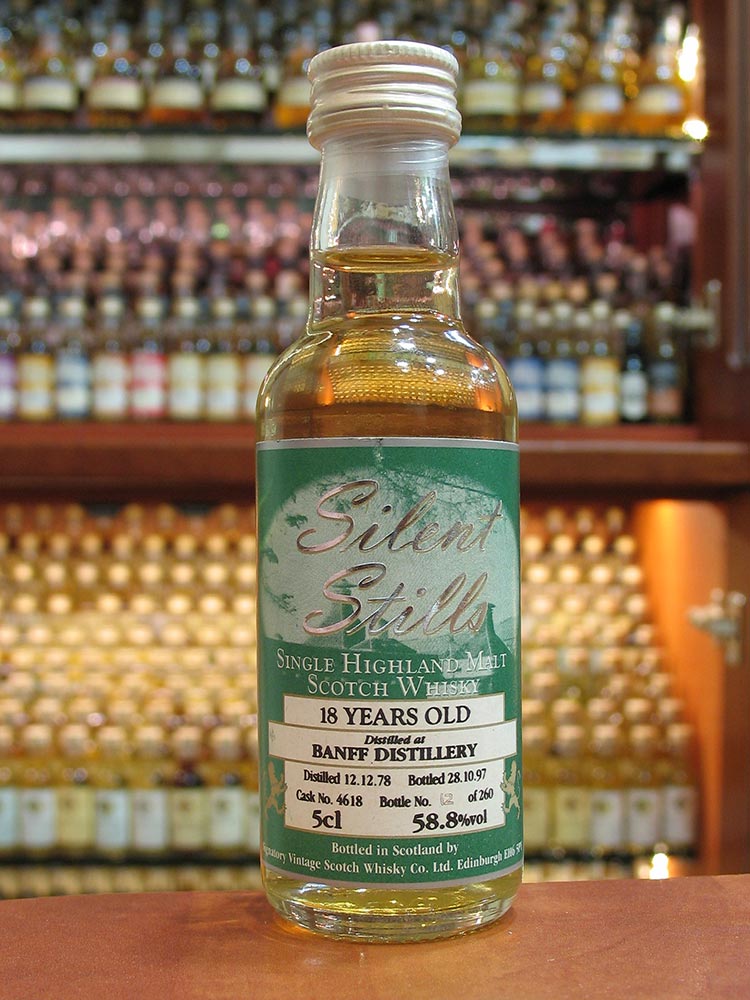 Silent
Stills
SINGLE HIGHLAND MALT
SCOTCH WHISKY
18 YEARS OLD
Distilled at
BANFF DISTILLERY
Distilled 12.12.78 Bottled 28.10.97
Cask No. 4618 Bottle No. 12 of 260
5cl 58.8%vol
Bottled in Scotland by
Signatory Vintage Scotch Whisky Co. Ltd. Edinburgh EH6